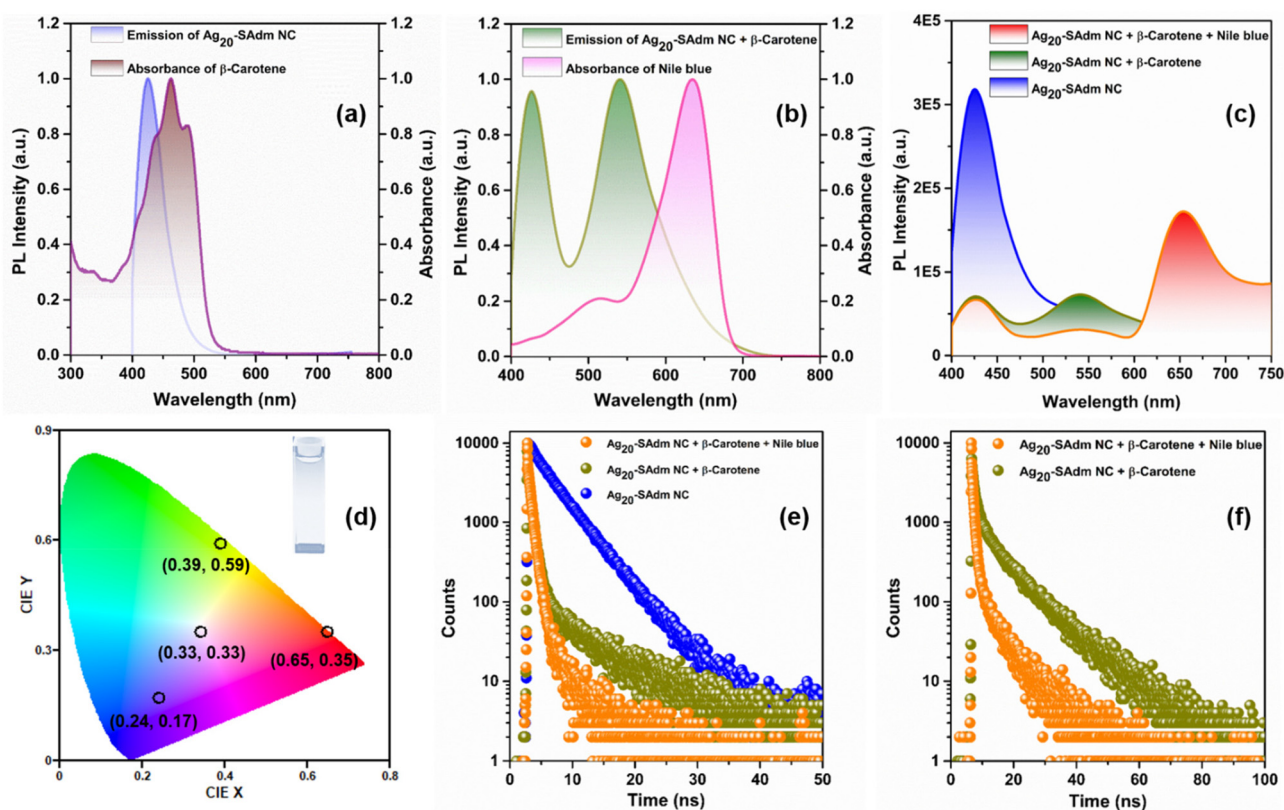 Emission of Ag20-SAdm NC
Absorbance of β-Carotene
(a)
PL Intensity (a.u.)
1.2
1.0
0.8
0.6
0.4
0.2
0.0
Absorbance (a.u.)
1.2
1.0
0.8
0.6
0.4
0.2
0.0
300 400 500 600 700 800
Wavelength (nm)
Emission of Ag20-SAdm NC + β-Carotene
Absorbance of Nile blue
(b)
PL Intensity (a.u.)
1.2
1.0
0.8
0.6
0.4
0.2
0.0
Absorbance (a.u.)
1.2
1.0
0.8
0.6
0.4
0.2
0.0
400 500 600 700 800
Wavelength (nm)
Ag20-SAdm NC + β-Carotene + Nile blue
Ag20-SAdm NC + β-Carotene
Ag20-SAdm NC
(c)
PL Intensity (a.u.)
4E5
3E5
2E5
1E5
0
400 450 500 550 600 650 700 750
Wavelength (nm)
(d)
CIE Y
0.9
0.6
0.3
0
(0.39, 0.59)
(0.33, 0.33)
(0.65, 0.35)
(0.24, 0.17)
0 0.2 0.4 0.6 0.8
CIE X
Ag20-SAdm NC + β-Carotene + Nile blue
Ag20-SAdm NC + β-Carotene
Ag20-SAdm NC
(e)
Counts
10000
1000
100
10
1
0 10 20 30 40 50
Time (ns)
Ag20-SAdm NC + β-Carotene + Nile blue
Ag20-SAdm NC + β-Carotene
(f)
Counts
10000
1000
100
10
1
0 20 40 60 80 100
Time (ns)